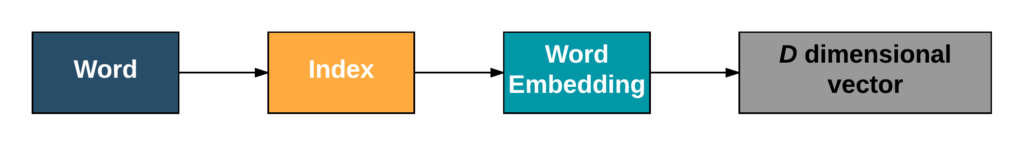 Word
Index
Word
Embedding
D dimensional
vector